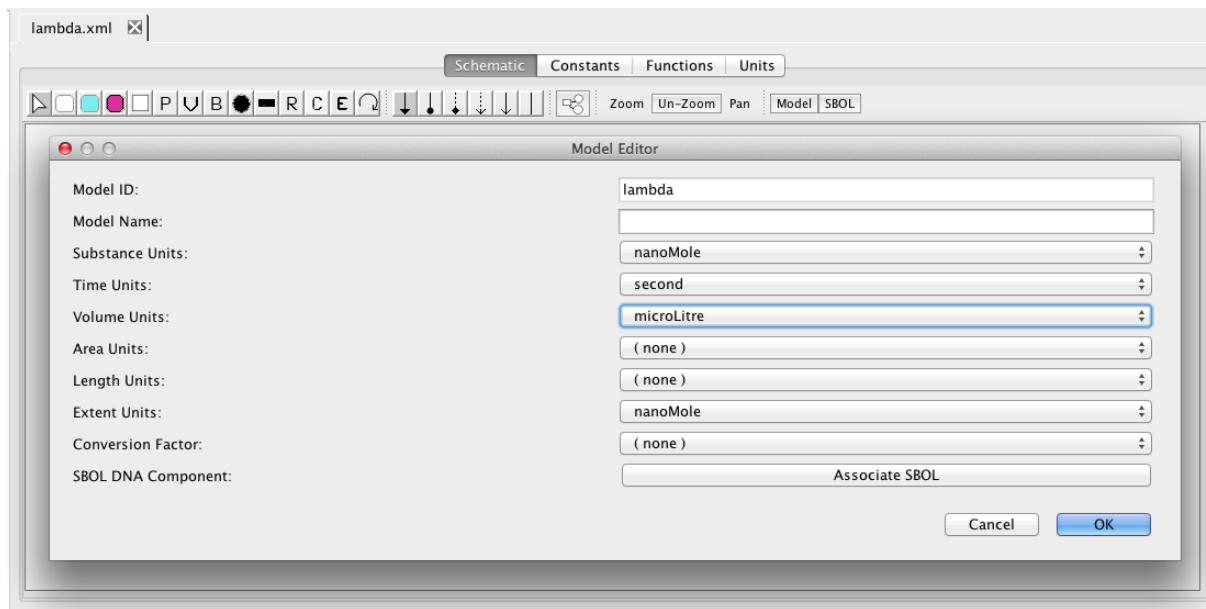 lambda.xml
Schematic Constants Functions Units
P V B R C E Zoom Un-Zoom Pan Model SBOL
Model Editor
Model ID: lambda
Model Name:
Substance Units: nanoMole
Time Units: second
Volume Units: microLitre
Area Units: ( none )
Length Units: ( none )
Extent Units: nanoMole
Conversion Factor: ( none )
SBOL DNA Component: Associate SBOL
Cancel OK